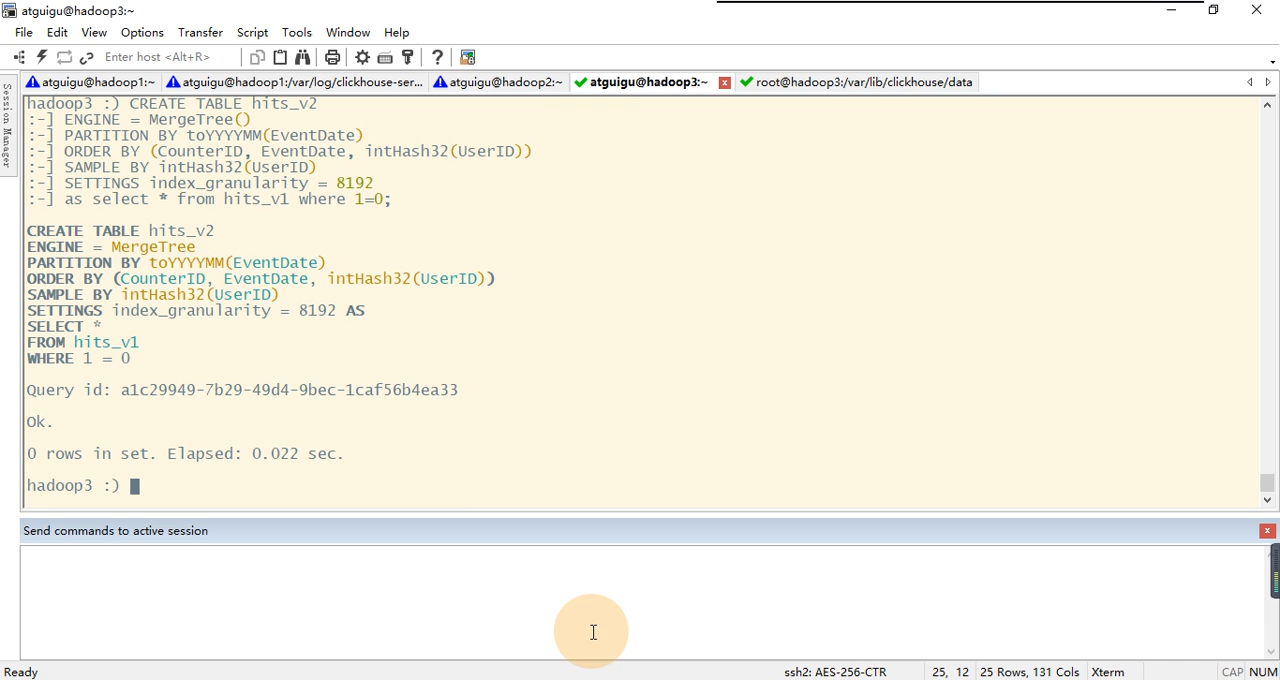 atguigu@hadoop3:~
File Edit View Options Transfer Script Tools Window Help
Enter host <Alt+R>
Session Manager
atguigu@hadoop1:~ atguigu@hadoop1:/var/log/clickhouse-ser... atguigu@hadoop2:~ atguigu@hadoop3:~ root@hadoop3:/var/lib/clickhouse/data
hadoop3 :) CREATE TABLE hits_v2
:-] ENGINE = MergeTree()
:-] PARTITION BY toYYYYMM(EventDate)
:-] ORDER BY (CounterID, EventDate, intHash32(UserID))
:-] SAMPLE BY intHash32(UserID)
:-] SETTINGS index_granularity = 8192
:-] as select * from hits_v1 where 1=0;
CREATE TABLE hits_v2
ENGINE = MergeTree
PARTITION BY toYYYYMM(EventDate)
ORDER BY (CounterID, EventDate, intHash32(UserID))
SAMPLE BY intHash32(UserID)
SETTINGS index_granularity = 8192 AS
SELECT *
FROM hits_v1
WHERE 1 = 0
Query id: a1c29949-7b29-49d4-9bec-1caf56b4ea33
Ok.
0 rows in set. Elapsed: 0.022 sec.
hadoop3 :)
Send commands to active session
Ready ssh2: AES-256-CTR 25, 12 25 Rows, 131 Cols Xterm CAP NUM